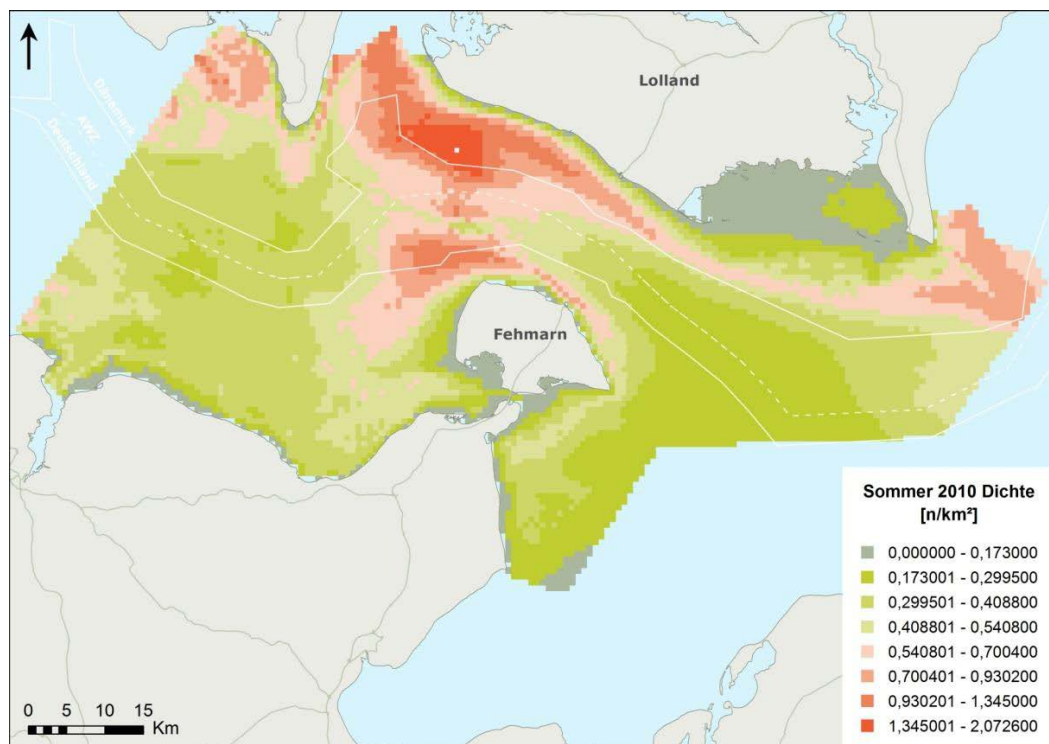 Lolland
Dänemark
AWZ
Deutschland
Fehmarn
Sommer 2010 Dichte
[n/km²]
0,000000 - 0,173000
0,173001 - 0,299500
0,299501 - 0,408800
0,408801 - 0,540800
0,540801 - 0,700400
0,700401 - 0,930200
0,930201 - 1,345000
1,345001 - 2,072600
0 5 10 15
Km